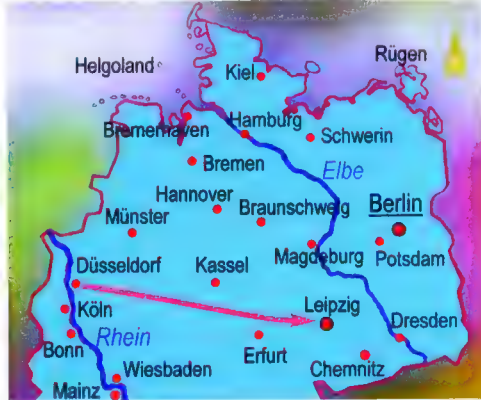 Helgoland
Kiel
Rügen
Bremerhaven
Hamburg
Schwerin
Bremen
Elbe
Hannover
Braunschweig
Berlin
Münster
Magdeburg
Potsdam
Düsseldorf
Kassel
Leipzig
Köln
Dresden
Bonn
Rhein
Erfurt
Wiesbaden
Chemnitz
Mainz